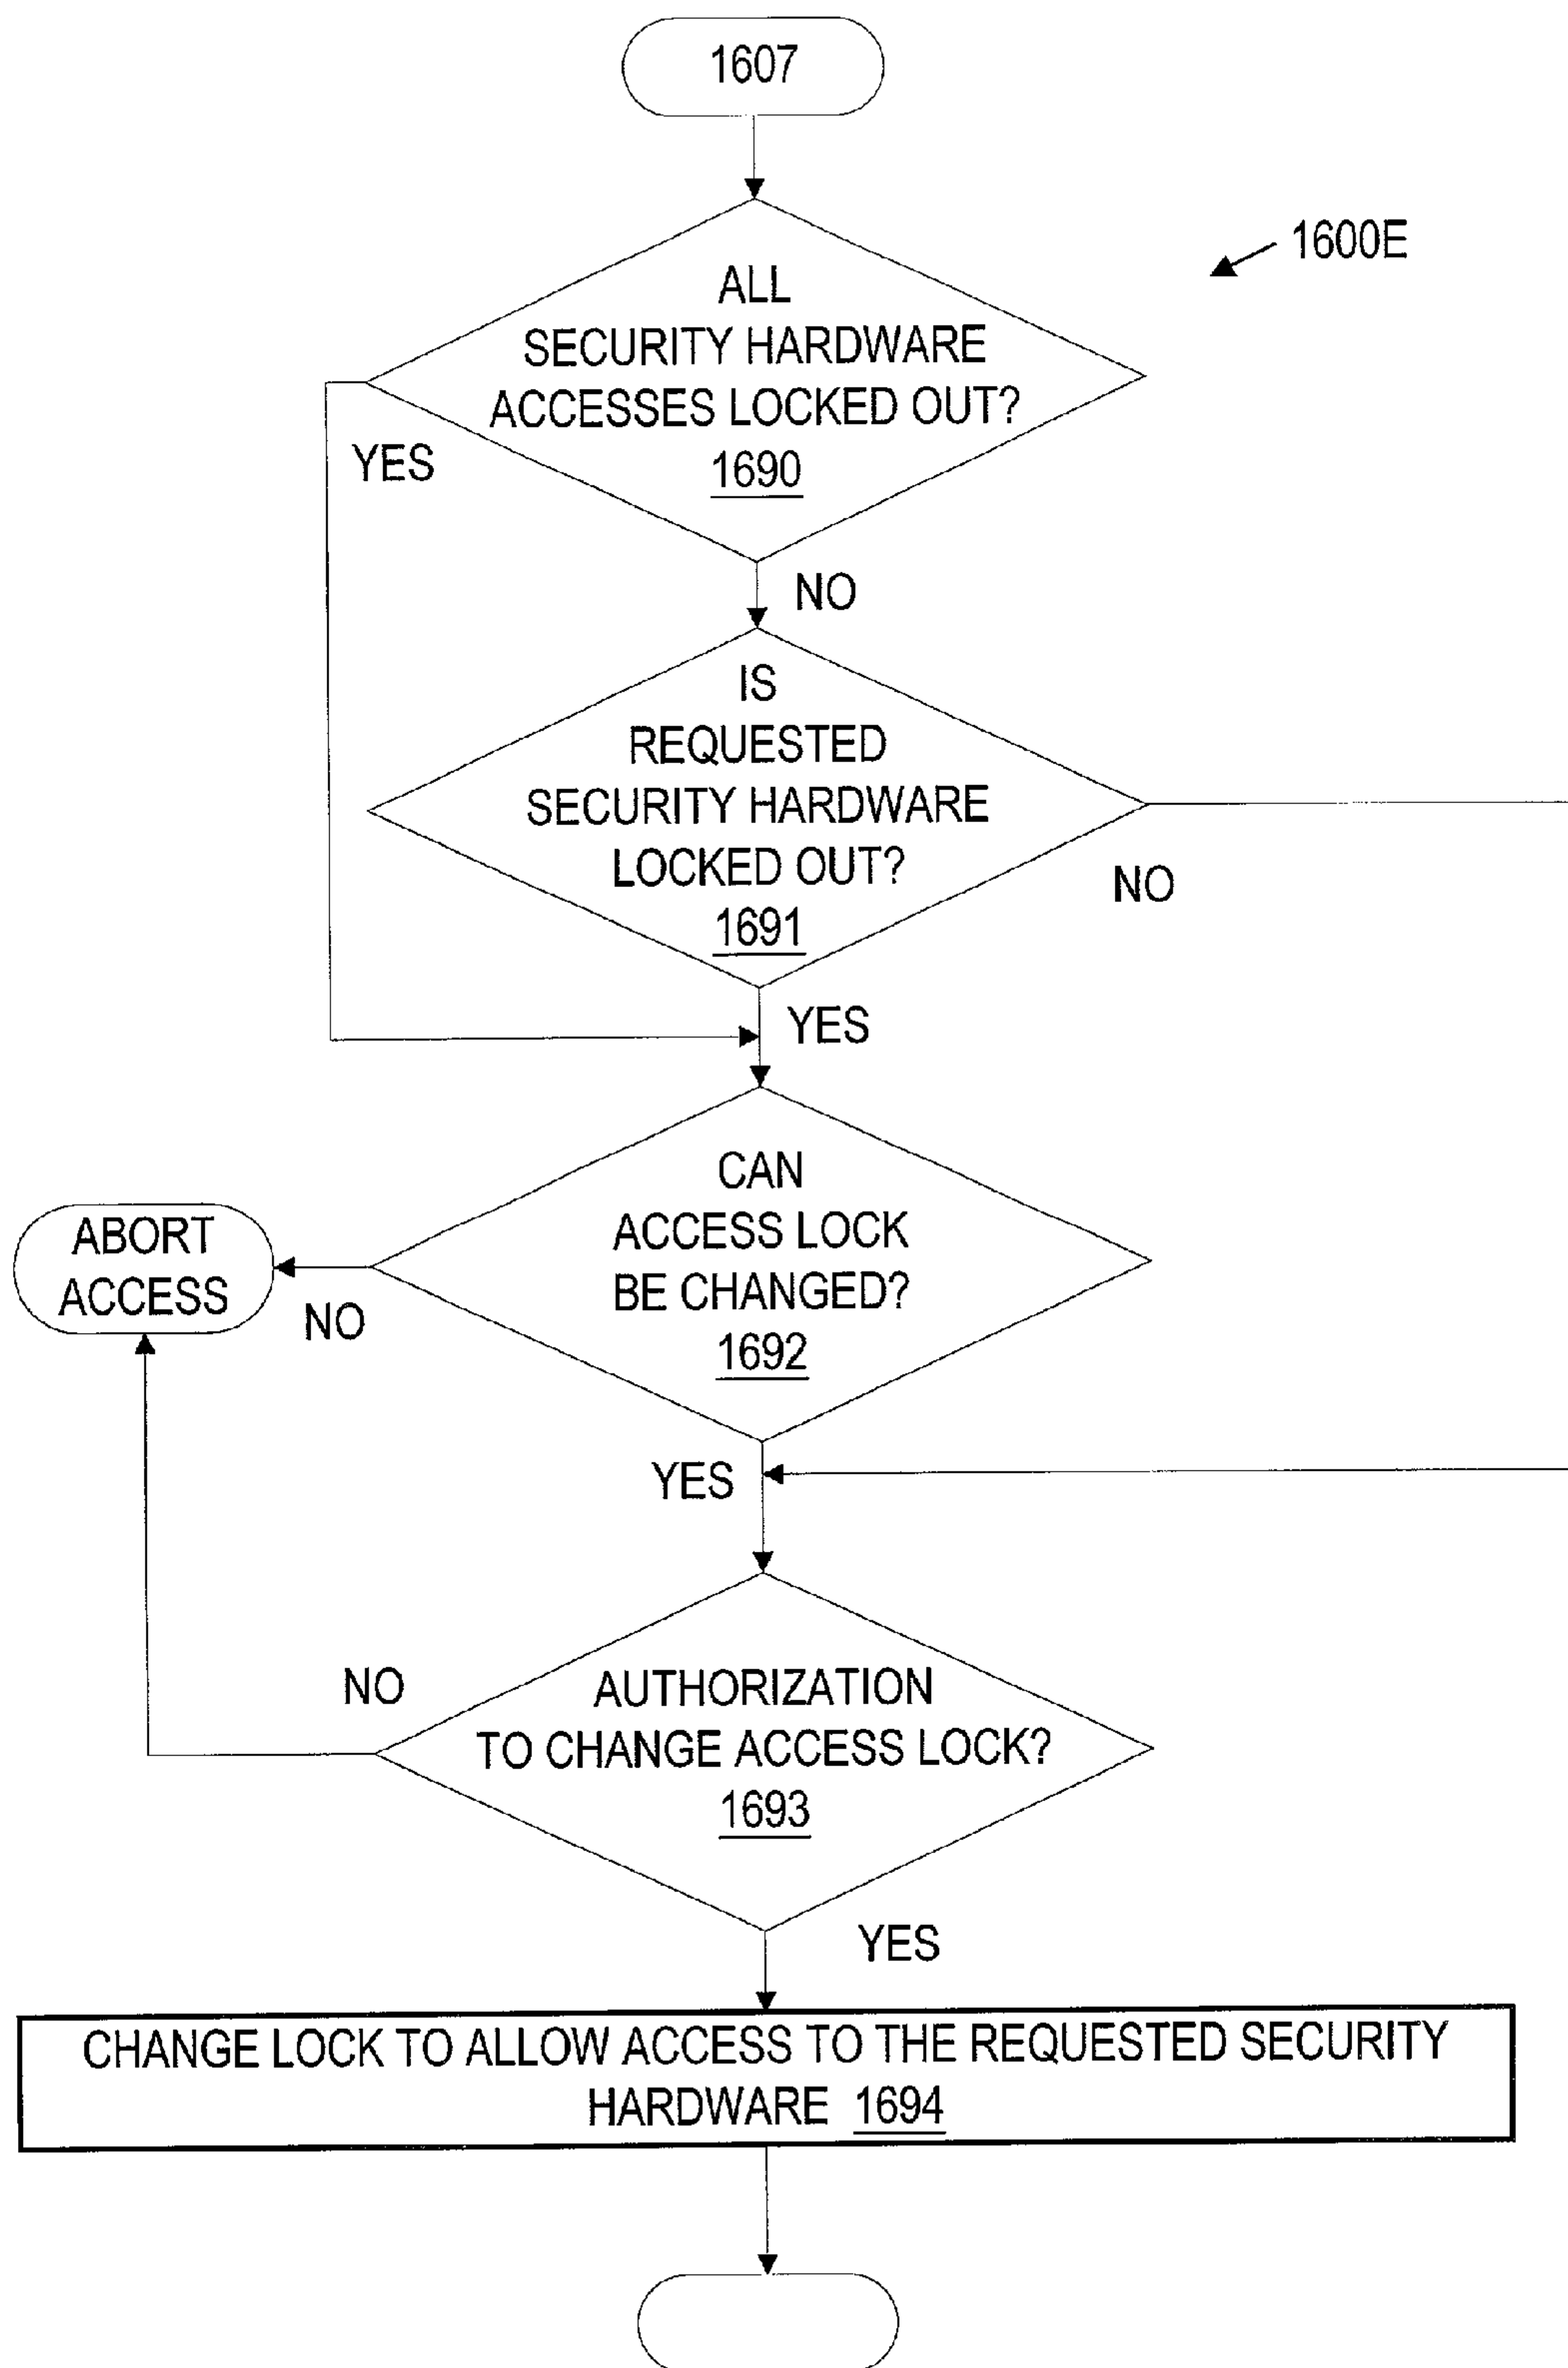 1607
1600E
ALL
SECURITY HARDWARE
ACCESSES LOCKED OUT?
1690
YES
NO
IS
REQUESTED
SECURITY HARDWARE
LOCKED OUT?
1691
NO
YES
CAN
ACCESS LOCK
BE CHANGED?
1692
ABORT
ACCESS
NO
YES
NO
AUTHORIZATION
TO CHANGE ACCESS LOCK?
1693
YES
CHANGE LOCK TO ALLOW ACCESS TO THE REQUESTED SECURITY
HARDWARE 1694